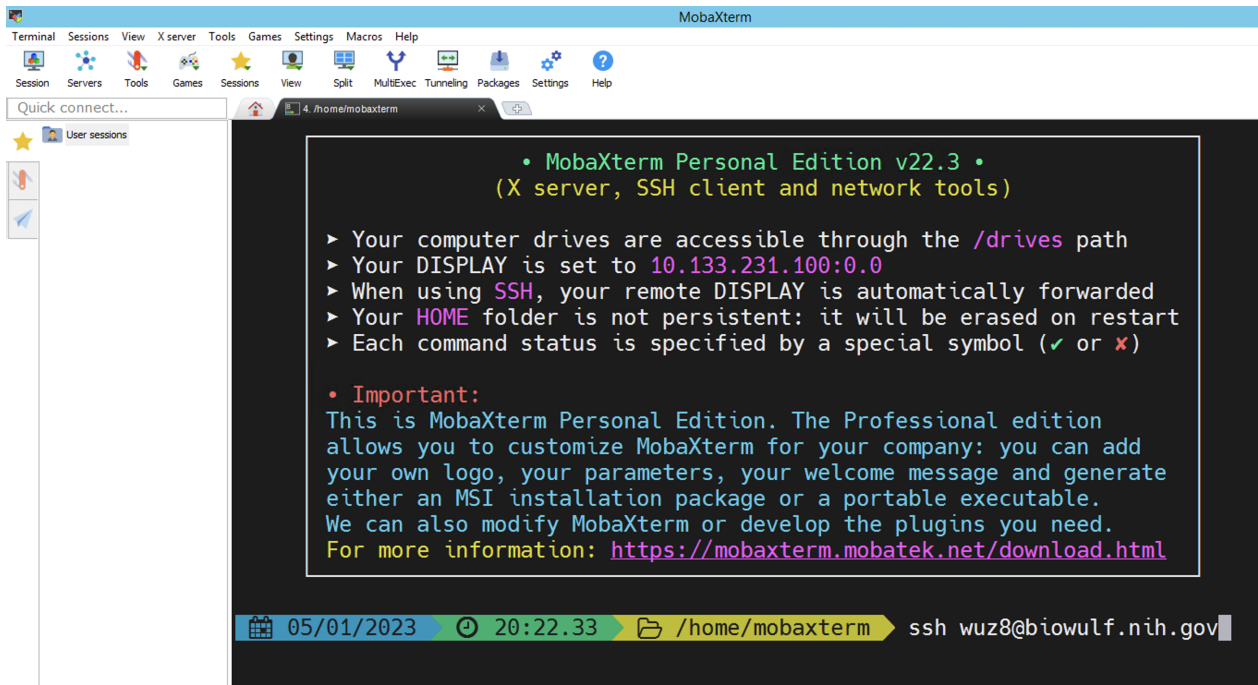 MobaXterm
Terminal Sessions View X server Tools Games Settings Macros Help
Session Servers Tools Games Sessions View Split MultiExec Tunneling Packages Settings Help
Quick connect...
4. /home/mobaxterm
User sessions
• MobaXterm Personal Edition v22.3 •
(X server, SSH client and network tools)
➤ Your computer drives are accessible through the /drives path
➤ Your DISPLAY is set to 10.133.231.100:0.0
➤ When using SSH, your remote DISPLAY is automatically forwarded
➤ Your HOME folder is not persistent: it will be erased on restart
➤ Each command status is specified by a special symbol (✔ or ✘)
• Important:
This is MobaXterm Personal Edition. The Professional edition
allows you to customize MobaXterm for your company: you can add
your own logo, your parameters, your welcome message and generate
either an MSI installation package or a portable executable.
We can also modify MobaXterm or develop the plugins you need.
For more information: https://mobaxterm.mobatek.net/download.html
05/01/2023 20:22.33 /home/mobaxterm ssh wuz8@biowulf.nih.gov